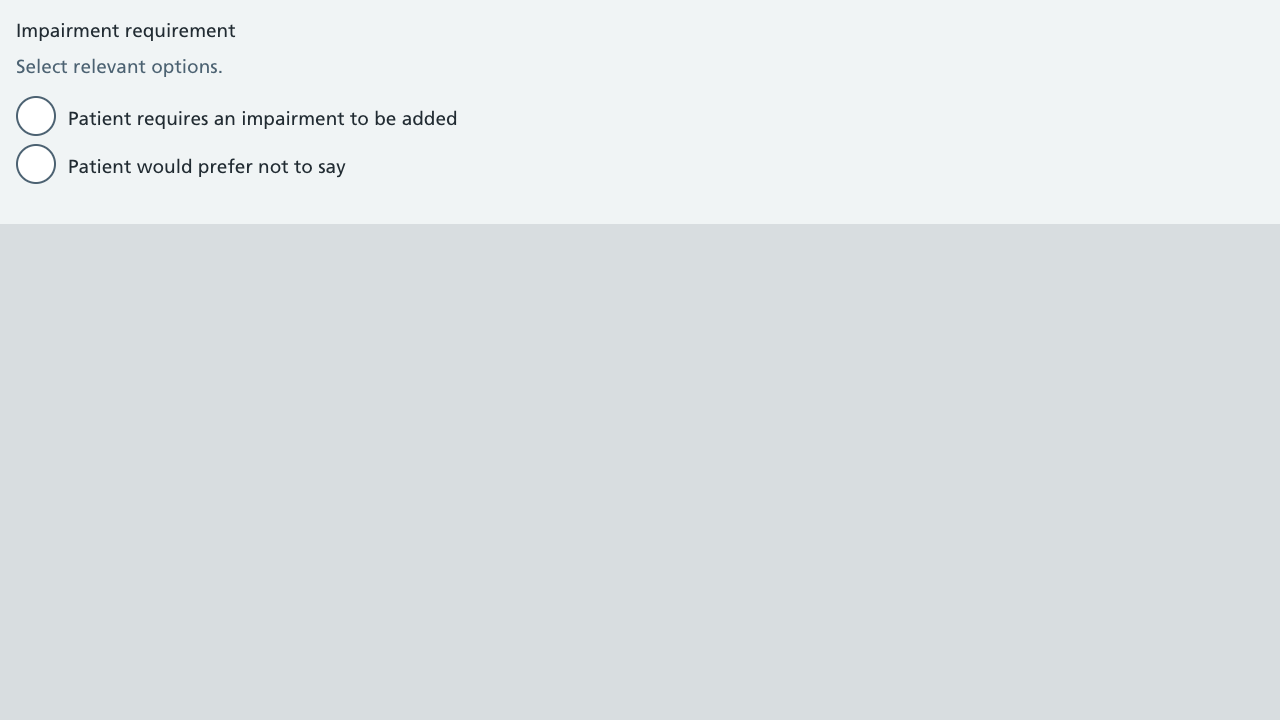 Impairment requirement
Select relevant options.
Patient requires an impairment to be added
Patient would prefer not to say